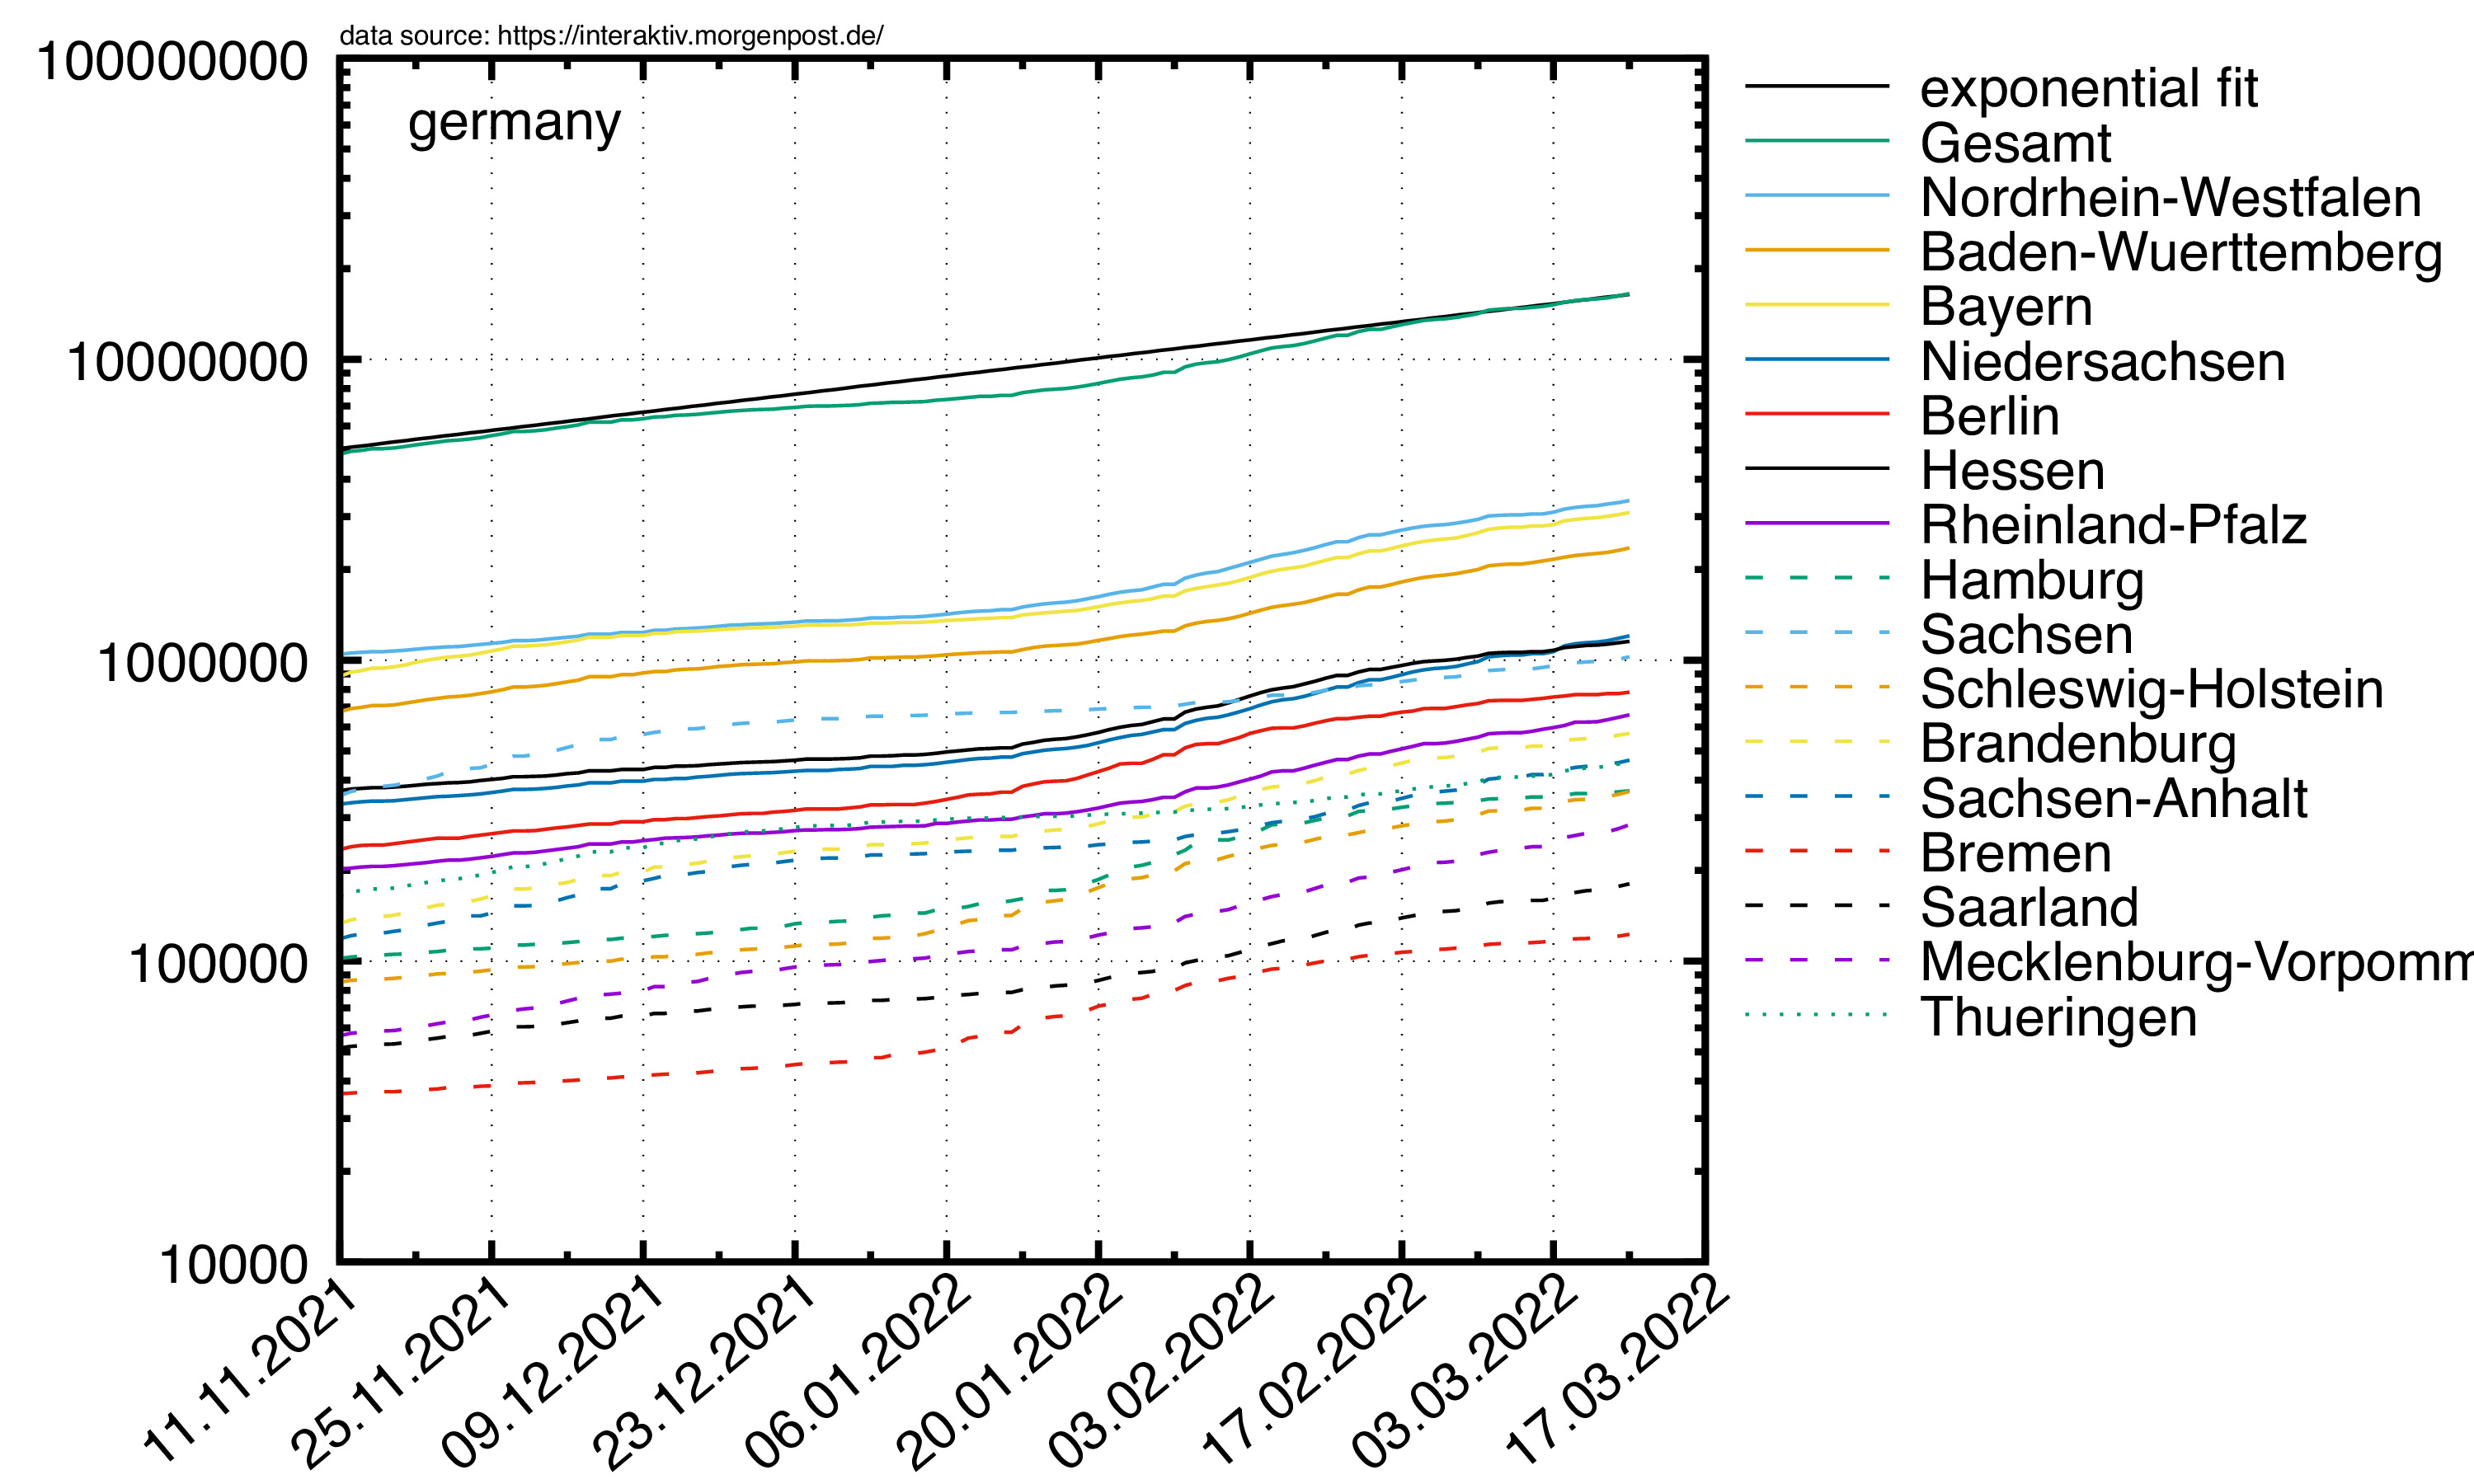 data source: https://interaktiv.morgenpost.de/
germany
100000000
10000000
1000000
100000
10000
11.11.2021
25.11.2021
09.12.2021
23.12.2021
06.01.2022
20.01.2022
03.02.2022
17.02.2022
03.03.2022
17.03.2022
exponential fit
Gesamt
Nordrhein-Westfalen
Baden-Wuerttemberg
Bayern
Niedersachsen
Berlin
Hessen
Rheinland-Pfalz
Hamburg
Sachsen
Schleswig-Holstein
Brandenburg
Sachsen-Anhalt
Bremen
Saarland
Mecklenburg-Vorpomm
Thueringen